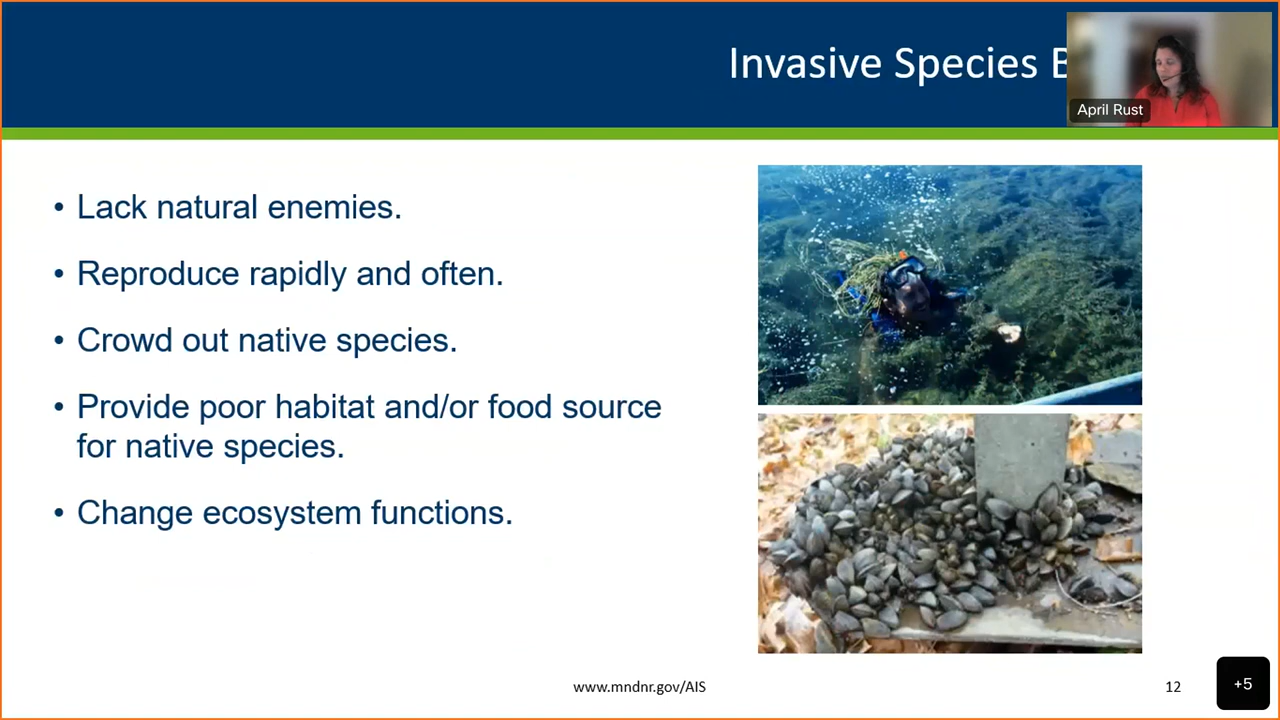 Invasive Species
April Rust
• Lack natural enemies.
• Reproduce rapidly and often.
• Crowd out native species.
• Provide poor habitat and/or food source
for native species.
• Change ecosystem functions.
www.mndnr.gov/AIS
12
+5